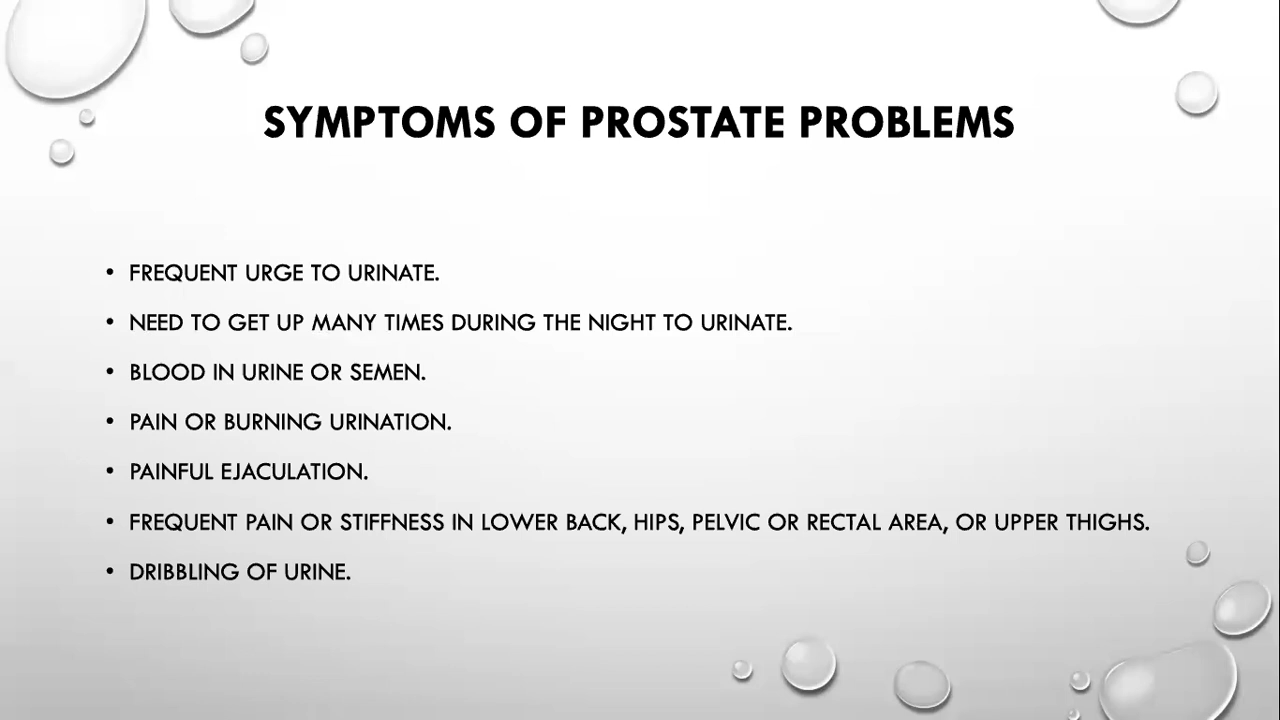 SYMPTOMS OF PROSTATE PROBLEMS
• FREQUENT URGE TO URINATE.
• NEED TO GET UP MANY TIMES DURING THE NIGHT TO URINATE.
• BLOOD IN URINE OR SEMEN.
• PAIN OR BURNING URINATION.
• PAINFUL EJACULATION.
• FREQUENT PAIN OR STIFFNESS IN LOWER BACK, HIPS, PELVIC OR RECTAL AREA, OR UPPER THIGHS.
• DRIBBLING OF URINE.